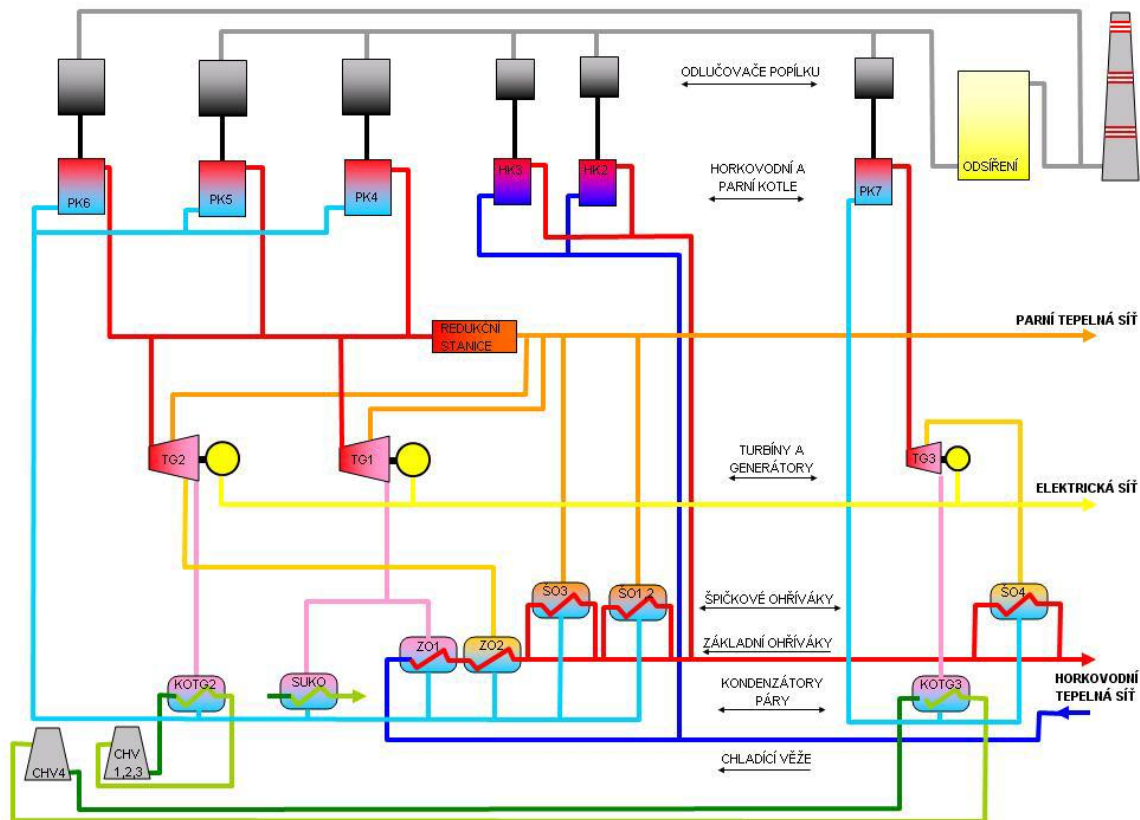 ODLUČOVAČE POPÍLKU
ODSÍŘENÍ
PK6
PK5
PK4
HK3
HK2
HORKOVODNÍ A
PARNÍ KOTLE
PK7
REDUKČNÍ
STANICE
PARNÍ TEPELNÁ SÍŤ
TG2
TG1
TURBÍNY A
GENERÁTORY
TG3
ELEKTRICKÁ SÍŤ
ŠO3
ŠO1,2
ŠPIČKOVÉ OHŘÍVÁKY
ŠO4
ZO1
ZO2
ZÁKLADNÍ OHŘÍVÁKY
KOTG2
SUKO
KONDENZÁTORY
PÁRY
KOTG3
HORKOVODNÍ
TEPELNÁ SÍŤ
CHV4
CHV
1,2,3
CHLADÍCÍ VĚŽE